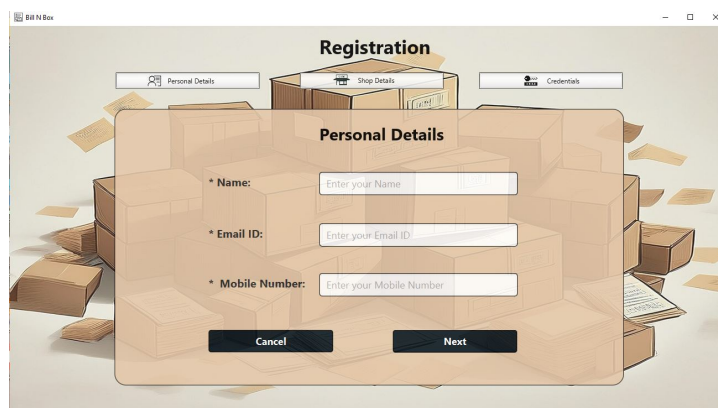 Bill N Box
Registration
Personal Details
Shop Details
Credentials
Personal Details
* Name:
Enter your Name
* Email ID:
Enter your Email ID
* Mobile Number:
Enter your Mobile Number
Cancel
Next